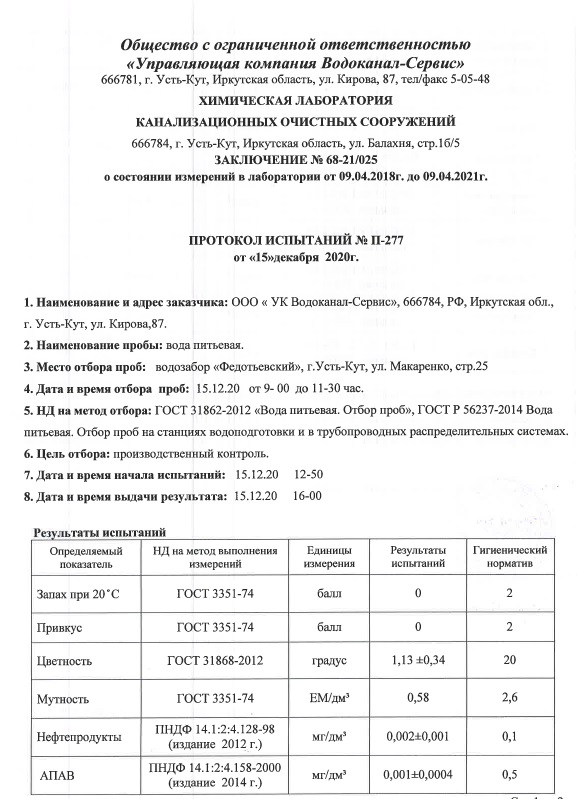 Общество с ограниченной ответственностью
«Управляющая компания Водоканал-Сервис»
666781, г. Усть-Кут, Иркутская область, ул. Кирова, 87, тел/факс 5-05-48
ХИМИЧЕСКАЯ ЛАБОРАТОРИЯ
КАНАЛИЗАЦИОННЫХ ОЧИСТНЫХ СООРУЖЕНИЙ
666784, г. Усть-Кут, Иркутская область, ул. Балахня, стр.1б/5
ЗАКЛЮЧЕНИЕ № 68-21/025
о состоянии измерений в лаборатории от 09.04.2018г. до 09.04.2021г.
ПРОТОКОЛ ИСПЫТАНИЙ № П-277
от «15»декабря 2020г.
1. Наименование и адрес заказчика: ООО « УК Водоканал-Сервис», 666784, РФ, Иркутская обл.,
г. Усть-Кут, ул. Кирова,87.
2. Наименование пробы: вода питьевая.
3. Место отбора проб: водозабор «Федотьевский», г.Усть-Кут, ул. Макаренко, стр.25
4. Дата и время отбора проб: 15.12.20 от 9- 00 до 11-30 час.
5. НД на метод отбора: ГОСТ 31862-2012 «Вода питьевая. Отбор проб», ГОСТ Р 56237-2014 Вода
питьевая. Отбор проб на станциях водоподготовки и в трубопроводных распределительных системах.
6. Цель отбора: производственный контроль.
7. Дата и время начала испытаний: 15.12.20 12-50
8. Дата и время выдачи результата: 15.12.20 16-00
Результаты испытаний
Определяемый показатель НД на метод выполнения измерений Единицы измерения Результаты испытаний Гигиенический норматив
Запах при 20˚С ГОСТ 3351-74 балл 0 2
Привкус ГОСТ 3351-74 балл 0 2
Цветность ГОСТ 31868-2012 градус 1,13 ±0,34 20
Мутность ГОСТ 3351-74 ЕМ/дм³ 0,58 2,6
Нефтепродукты ПНДФ 14.1:2:4.128-98 (издание 2012 г.) мг/дм³ 0,002±0,001 0,1
АПАВ ПНДФ 14.1:2:4.158-2000 (издание 2014 г.) мг/дм³ 0,001±0,0004 0,5